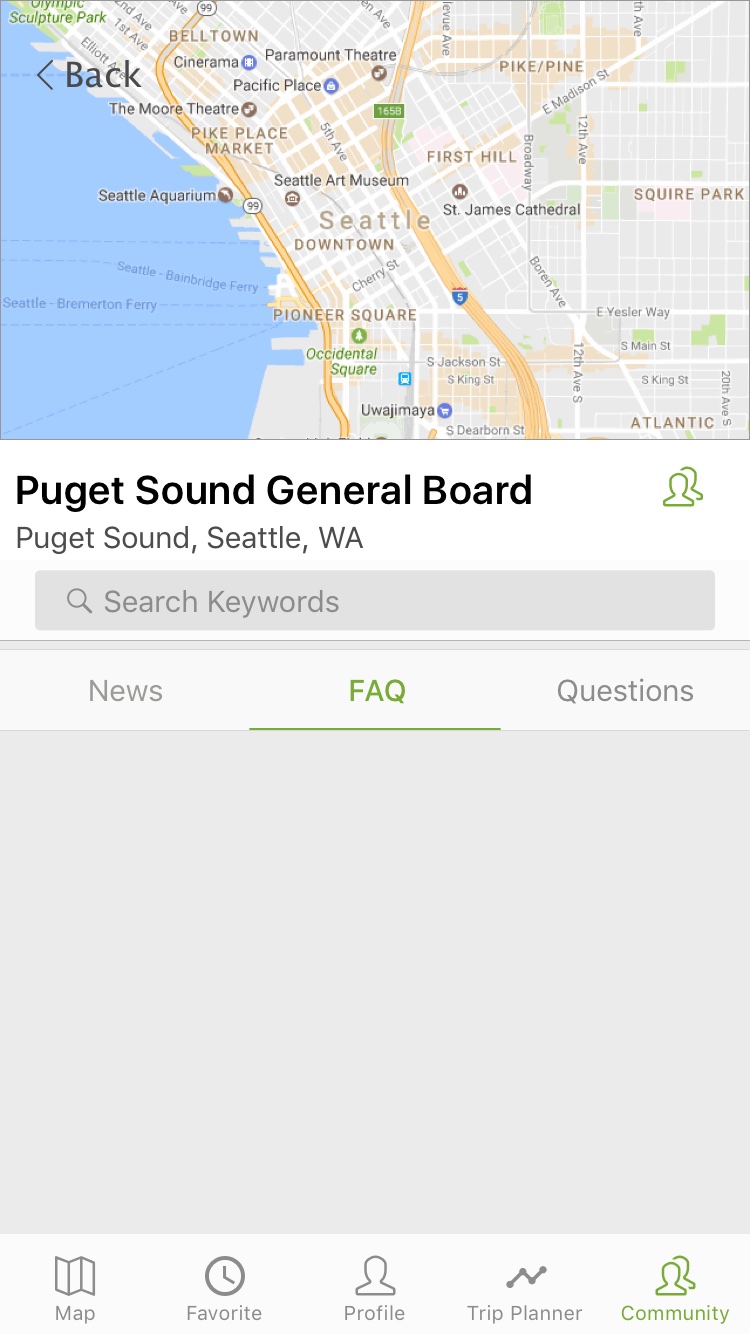 Olympic
Sculpture Park
2nd Ave
1st Ave
Elliott Ave
99
BELLTOWN
Cinerama
Paramount Theatre
PIKE/PINE
Back
Pacific Place
E Madison St
The Moore Theatre
165B
PIKE PLACE
MARKET
5th Ave
Broadway
12th Ave
FIRST HILL
Seattle Art Museum
Seattle Aquarium
99
SQUIRE PARK
St. James Cathedral
Seattle
DOWNTOWN
Seattle - Bainbridge Ferry
Cherry St
Boren Ave
5
Seattle - Bremerton Ferry
PIONEER SQUARE
E Yesler Way
S Main St
Occidental
Square
S Jackson St
12th Ave S
S King St
S King St
20th Ave S
Uwajimaya
ATLANTIC
S Dearborn St
Puget Sound General Board
Puget Sound, Seattle, WA
Search Keywords
News FAQ Questions
Map Favorite Profile Trip Planner Community